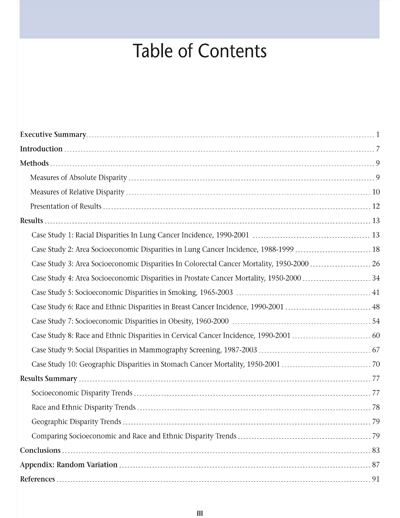 Table of Contents
Executive Summary 1
Introduction 7
Methods 9
Measures of Absolute Disparity 9
Measures of Relative Disparity 10
Presentation of Results 12
Results 13
Case Study 1: Racial Disparities In Lung Cancer Incidence, 1990-2001 13
Case Study 2: Area Socioeconomic Disparities in Lung Cancer Incidence, 1988-1999 18
Case Study 3: Area Socioeconomic Disparities In Colorectal Cancer Mortality, 1950-2000 26
Case Study 4: Area Socioeconomic Disparities in Prostate Cancer Mortality, 1950-2000 34
Case Study 5: Socioeconomic Disparities in Smoking, 1965-2003 41
Case Study 6: Race and Ethnic Disparities in Breast Cancer Incidence, 1990-2001 48
Case Study 7: Socioeconomic Disparities in Obesity, 1960-2000 54
Case Study 8: Race and Ethnic Disparities in Cervical Cancer Incidence, 1990-2001 60
Case Study 9: Social Disparities in Mammography Screening, 1987-2003 67
Case Study 10: Geographic Disparities in Stomach Cancer Mortality, 1950-2001 70
Results Summary 77
Socioeconomic Disparity Trends 77
Race and Ethnic Disparity Trends 78
Geographic Disparity Trends 79
Comparing Socioeconomic and Race and Ethnic Disparity Trends 79
Conclusions 83
Appendix: Random Variation 87
References 91
III